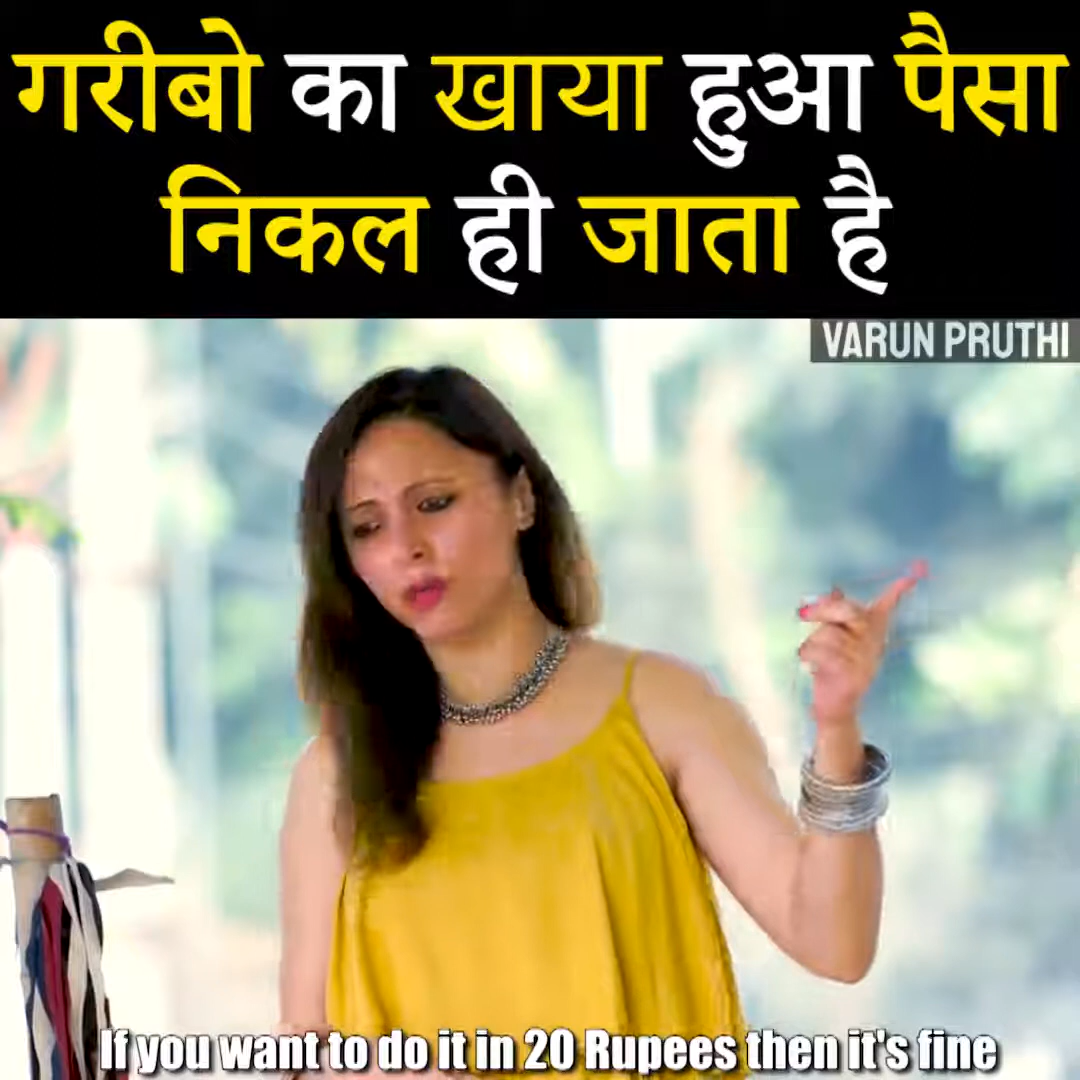 गरीबो का खाया हुआ पैसा
निकल ही जाता है
VARUN PRUTHI
If you want to do it in 20 Rupees then it's fine